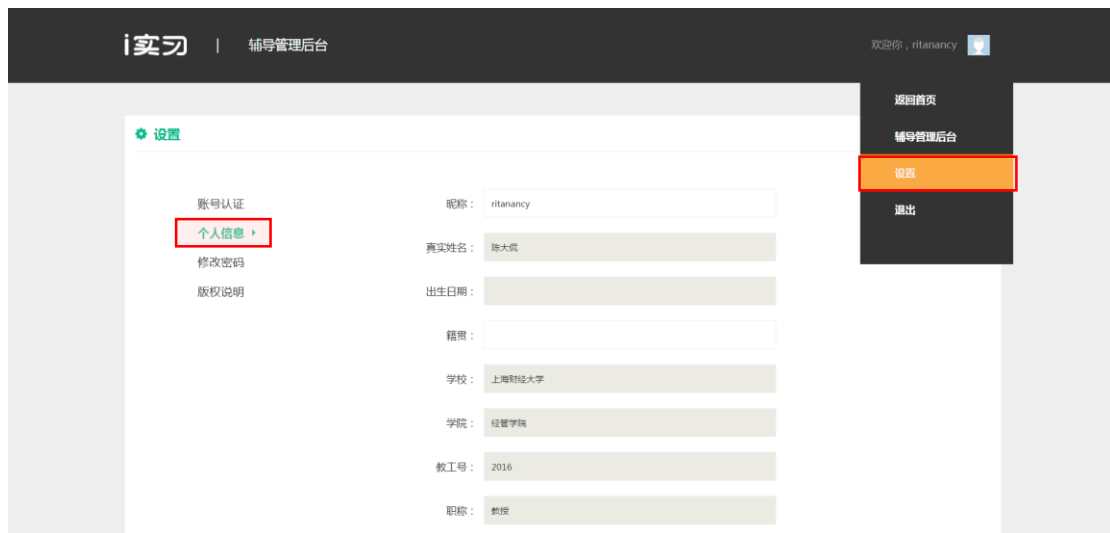 i实习 | 辅导管理后台
欢迎你，ritanancy
返回首页
辅导管理后台
设置
退出
设置
账号认证
个人信息
修改密码
版权说明
昵称： ritanancy
真实姓名： 陈大侃
出生日期：
籍贯：
学校： 上海财经大学
学院： 经管学院
教工号： 2016
职称： 教授